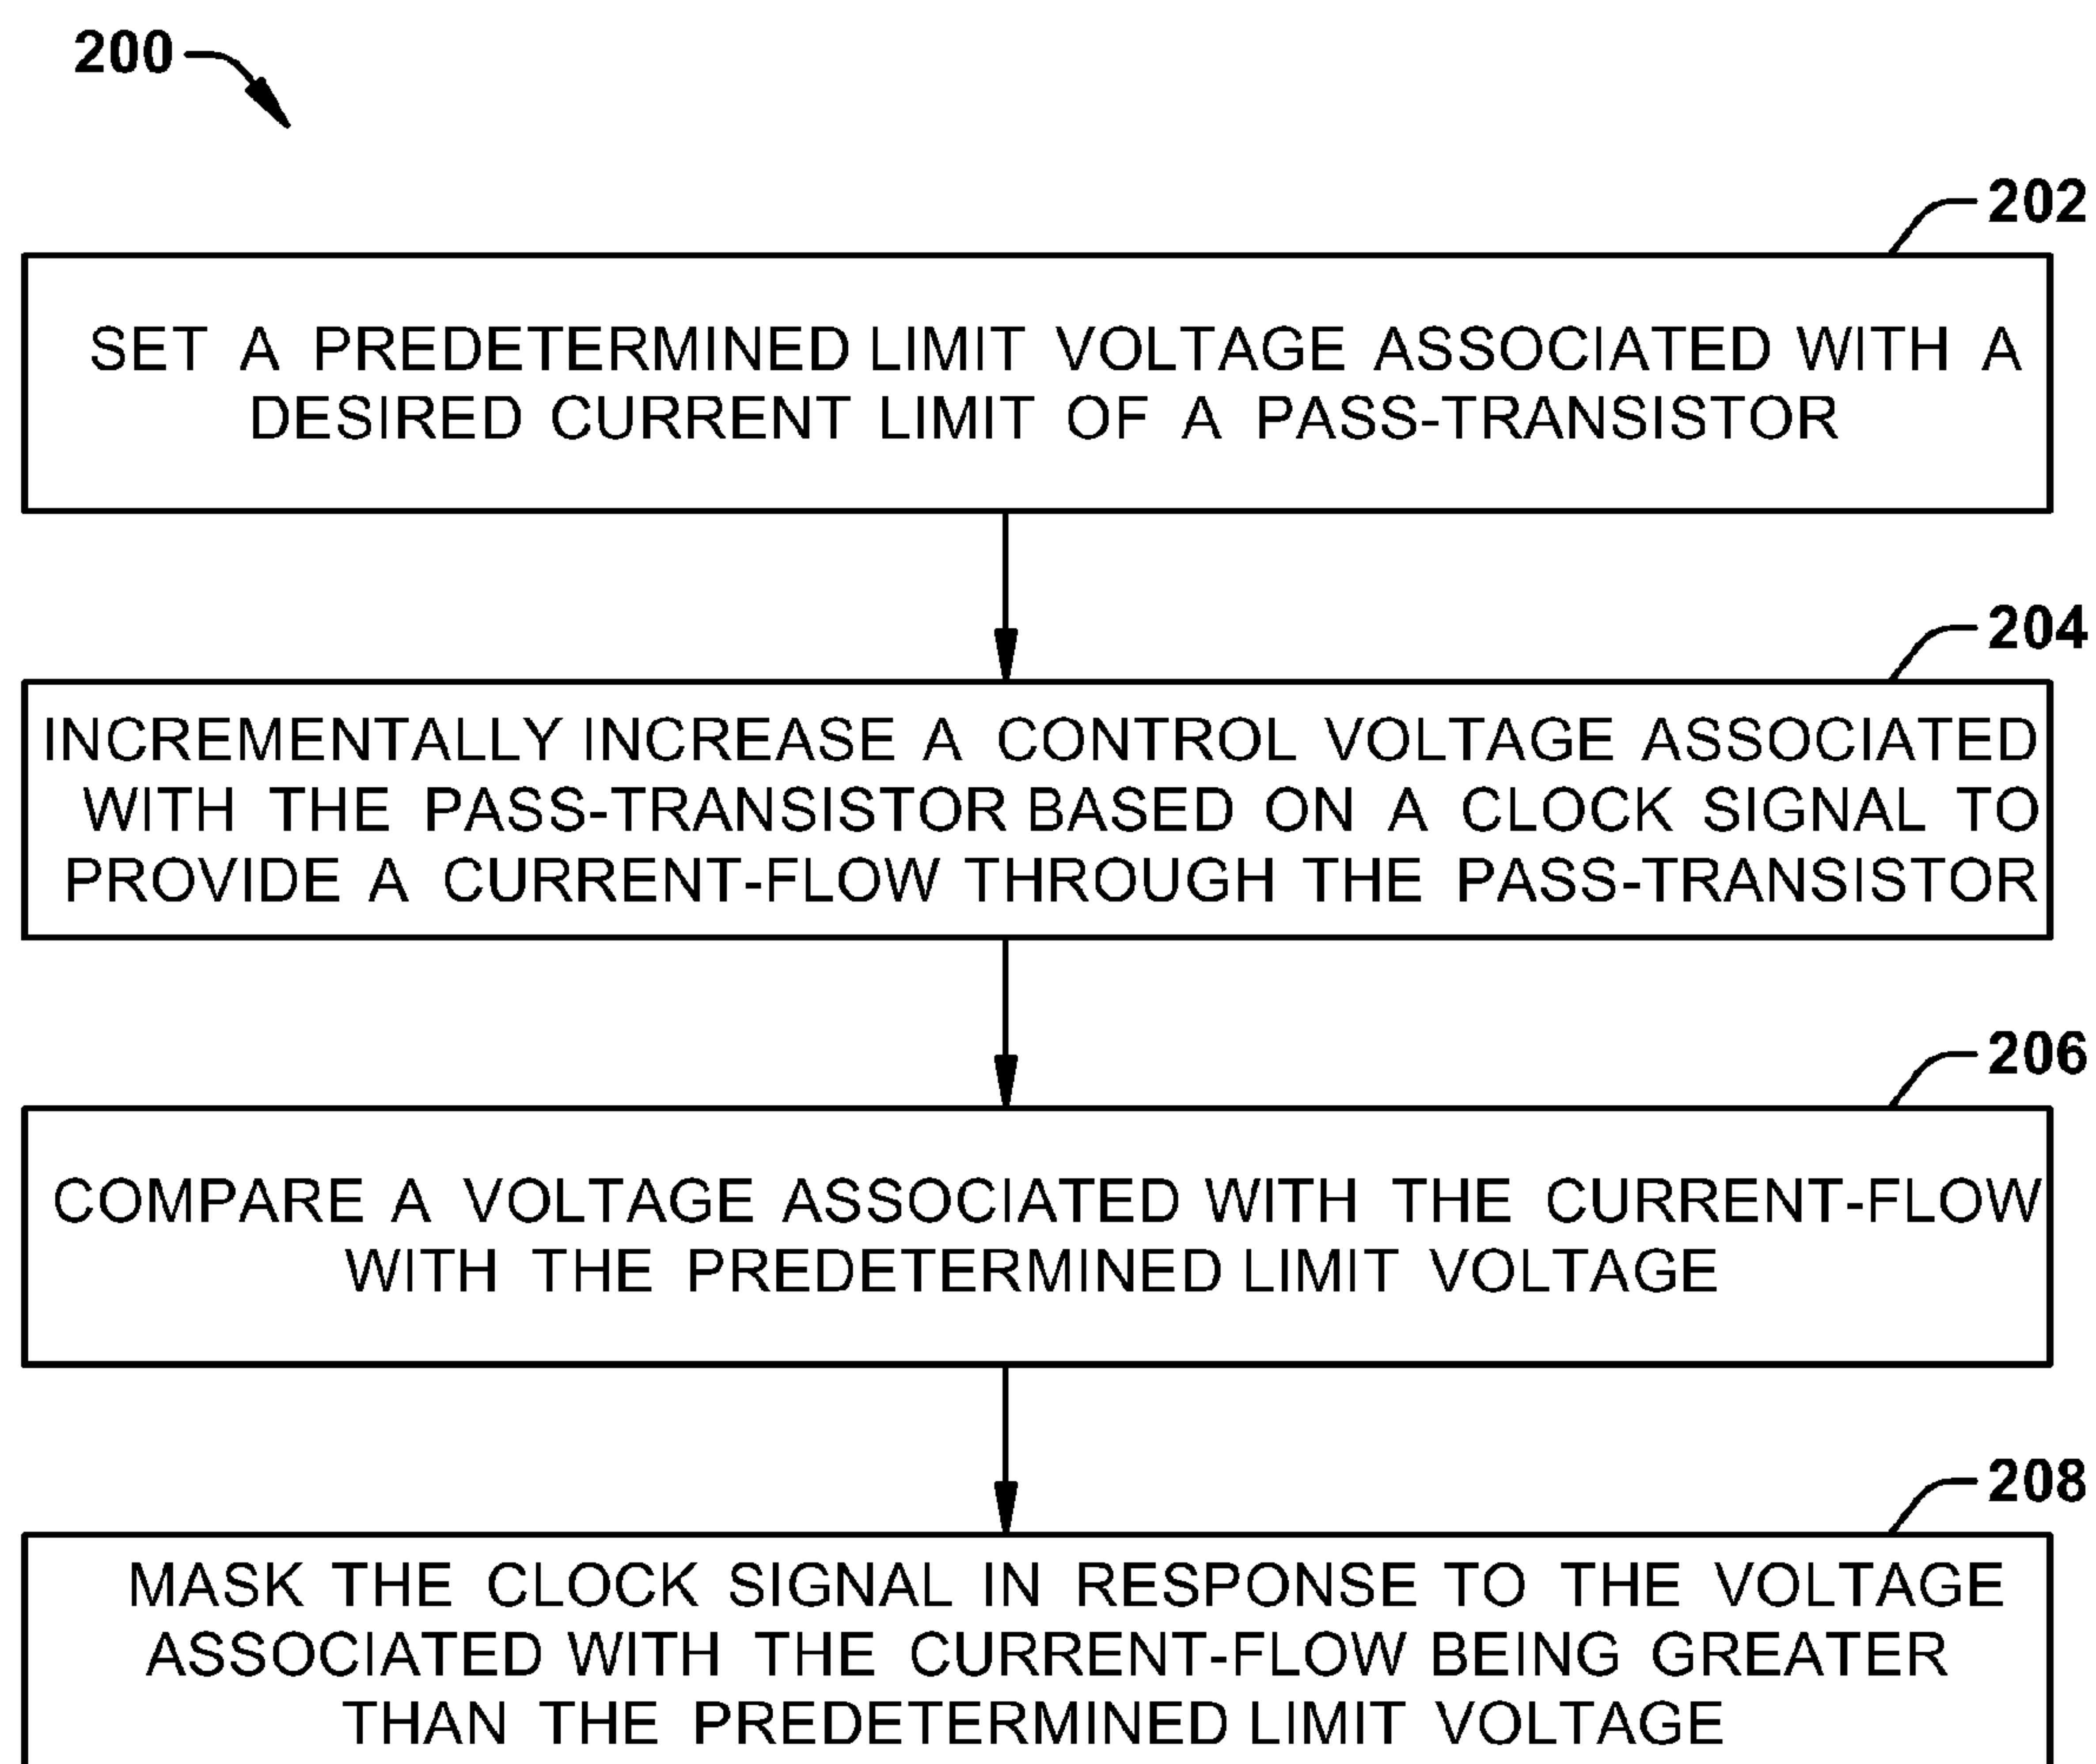 200
202
SET A PREDETERMINED LIMIT VOLTAGE ASSOCIATED WITH A
DESIRED CURRENT LIMIT OF A PASS-TRANSISTOR
204
INCREMENTALLY INCREASE A CONTROL VOLTAGE ASSOCIATED
WITH THE PASS-TRANSISTOR BASED ON A CLOCK SIGNAL TO
PROVIDE A CURRENT-FLOW THROUGH THE PASS-TRANSISTOR
206
COMPARE A VOLTAGE ASSOCIATED WITH THE CURRENT-FLOW
WITH THE PREDETERMINED LIMIT VOLTAGE
208
MASK THE CLOCK SIGNAL IN RESPONSE TO THE VOLTAGE
ASSOCIATED WITH THE CURRENT-FLOW BEING GREATER
THAN THE PREDETERMINED LIMIT VOLTAGE